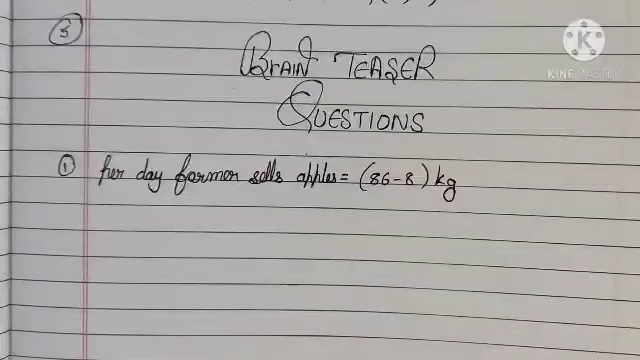 5
BRAIN TEASER
QUESTIONS
KINEMASTER
① Per day farmer sells apples = (86-8) kg